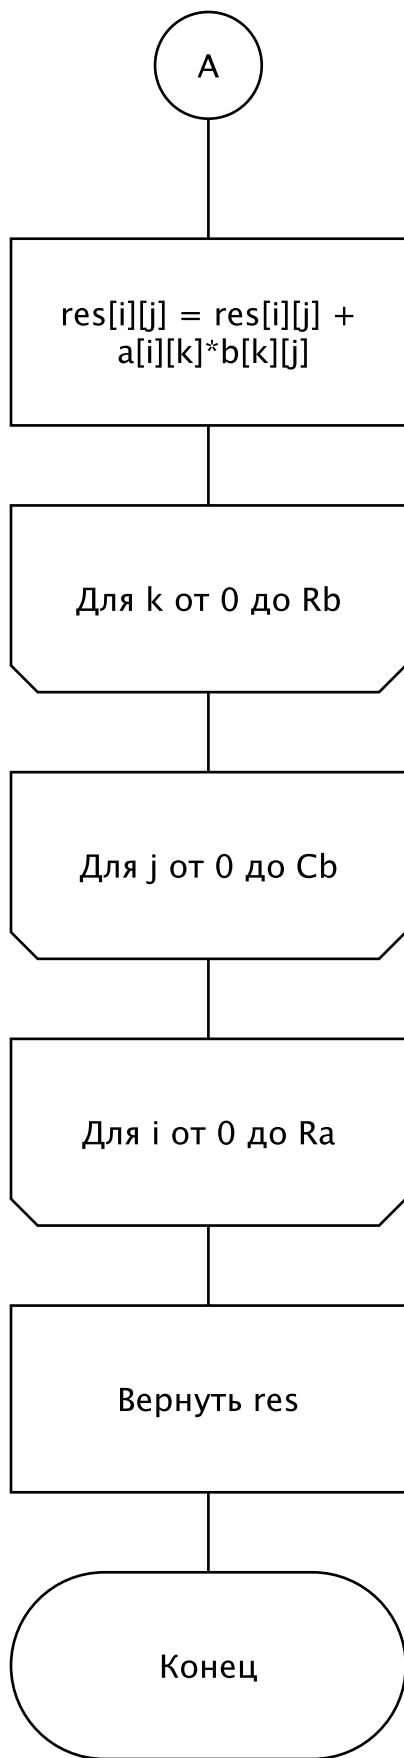 A
res[i][j] = res[i][j] +
a[i][k]*b[k][j]
Для k от 0 до Rb
Для j от 0 до Cb
Для i от 0 до Ra
Вернуть res
Конец